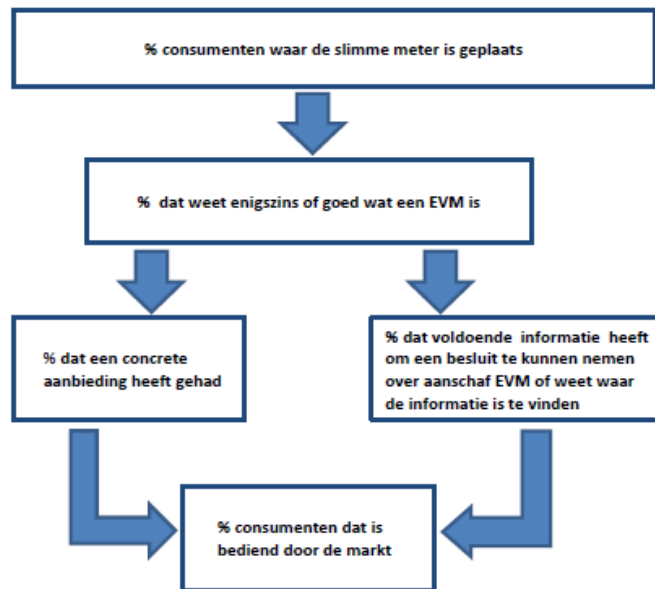 % consumenten waar de slimme meter is geplaats
% dat weet enigszins of goed wat een EVM is
% dat een concrete
aanbieding heeft gehad
% dat voldoende informatie heeft
om een besluit te kunnen nemen
over aanschaf EVM of weet waar
de informatie is te vinden
% consumenten dat is
bediend door de markt